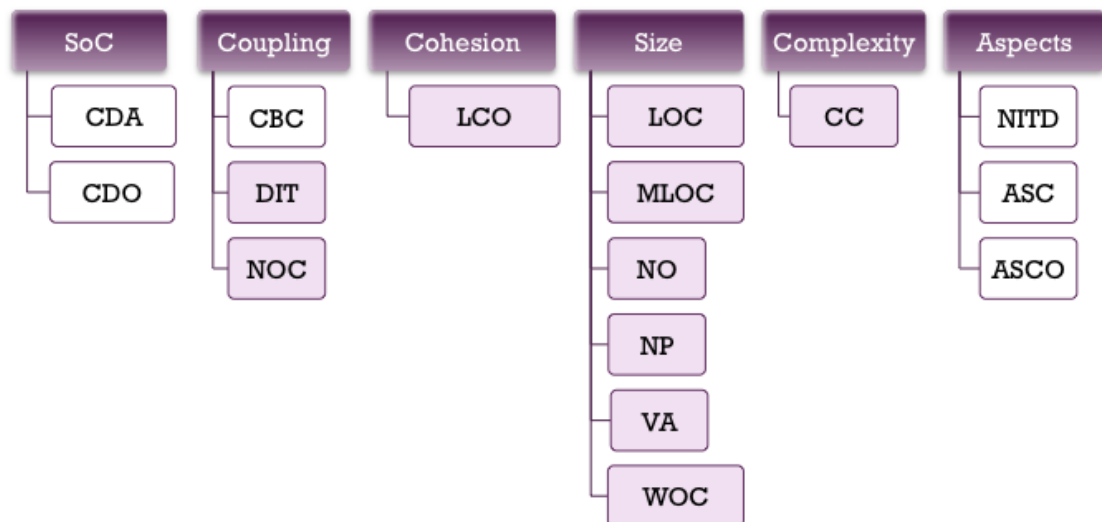 SoC
CDA
CDO
Coupling
CBC
DIT
NOC
Cohesion
LCO
Size
LOC
MLOC
NO
NP
VA
WOC
Complexity
CC
Aspects
NITD
ASC
ASCO